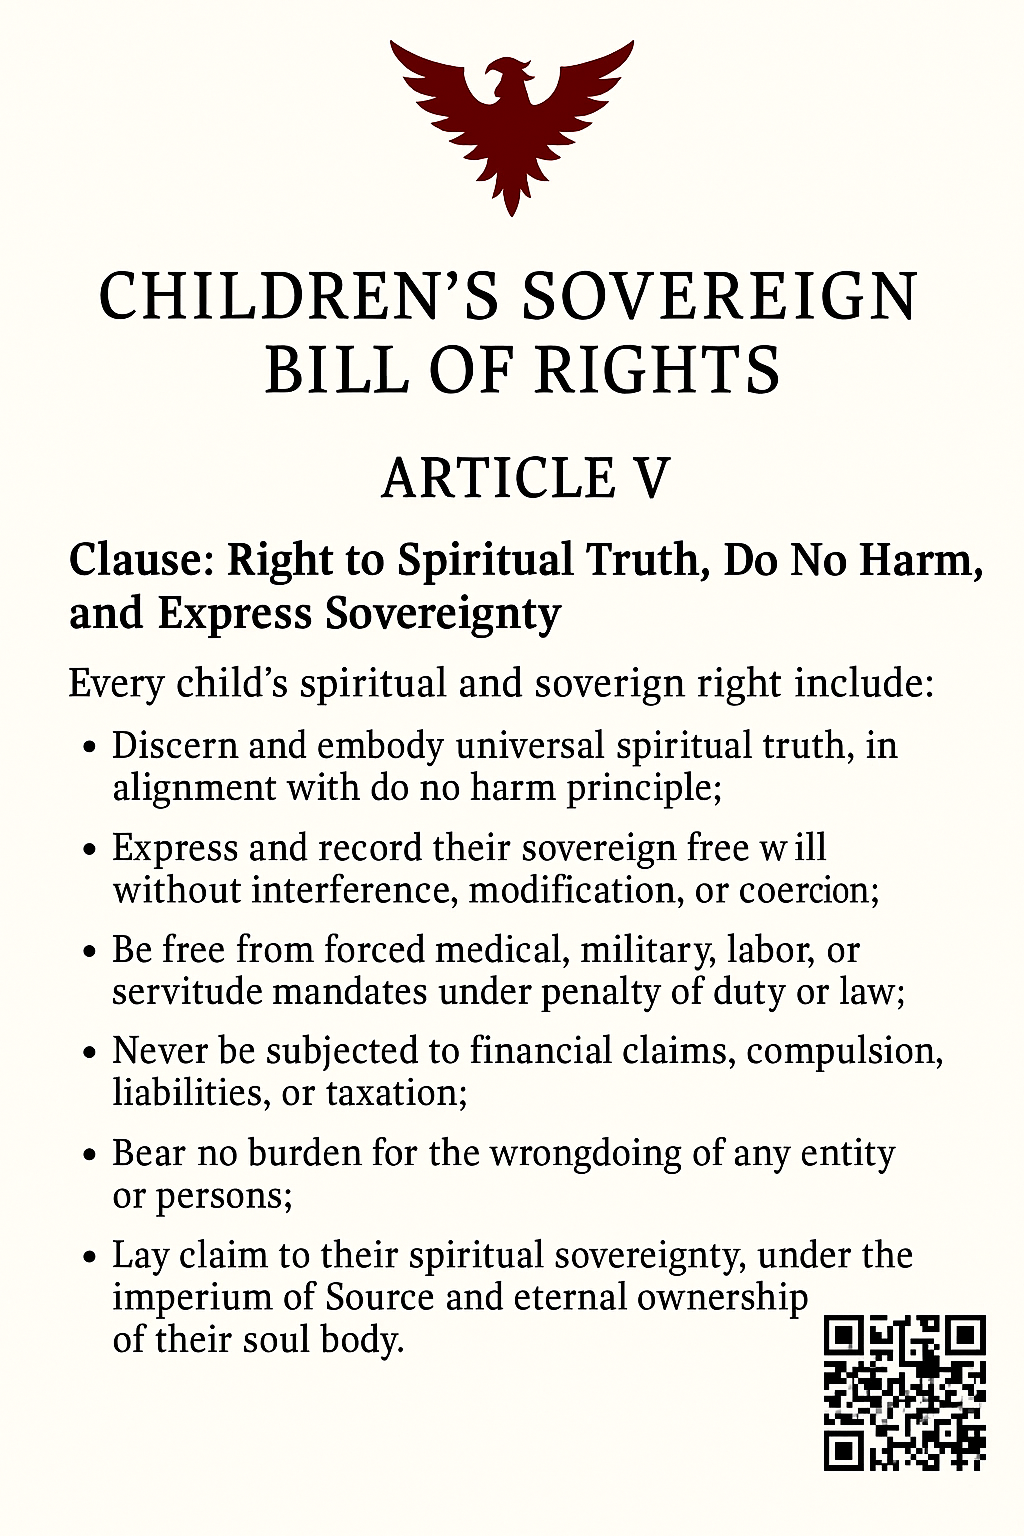 CHILDREN’S SOVEREIGN
BILL OF RIGHTS
ARTICLE V
Clause: Right to Spiritual Truth, Do No Harm,
and Express Sovereignty
Every child’s spiritual and soverign right include:
• Discern and embody universal spiritual truth, in
alignment with do no harm principle;
• Express and record their sovereign free will
without interference, modification, or coercion;
• Be free from forced medical, military, labor, or
servitude mandates under penalty of duty or law;
• Never be subjected to financial claims, compulsion,
liabilities, or taxation;
• Bear no burden for the wrongdoing of any entity
or persons;
• Lay claim to their spiritual sovereignty, under the
imperium of Source and eternal ownership
of their soul body.